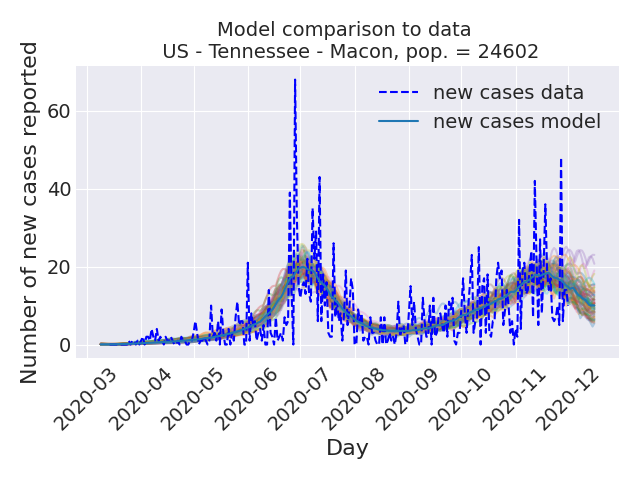 Model comparison to data
US - Tennessee - Macon, pop. = 24602
Number of new cases reported
60
40
20
0
new cases data
new cases model
2020-03
2020-04
2020-05
2020-06
2020-07
2020-08
2020-09
2020-10
2020-11
2020-12
Day